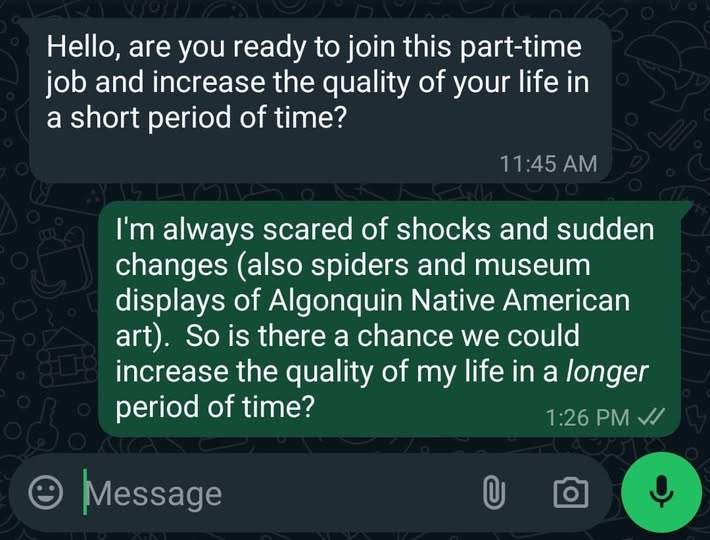 Hello, are you ready to join this part-time
job and increase the quality of your life in
a short period of time?
11:45 AM
I'm always scared of shocks and sudden
changes (also spiders and museum
displays of Algonquin Native American
art).  So is there a chance we could
increase the quality of my life in a longer
period of time?
1:26 PM
Message